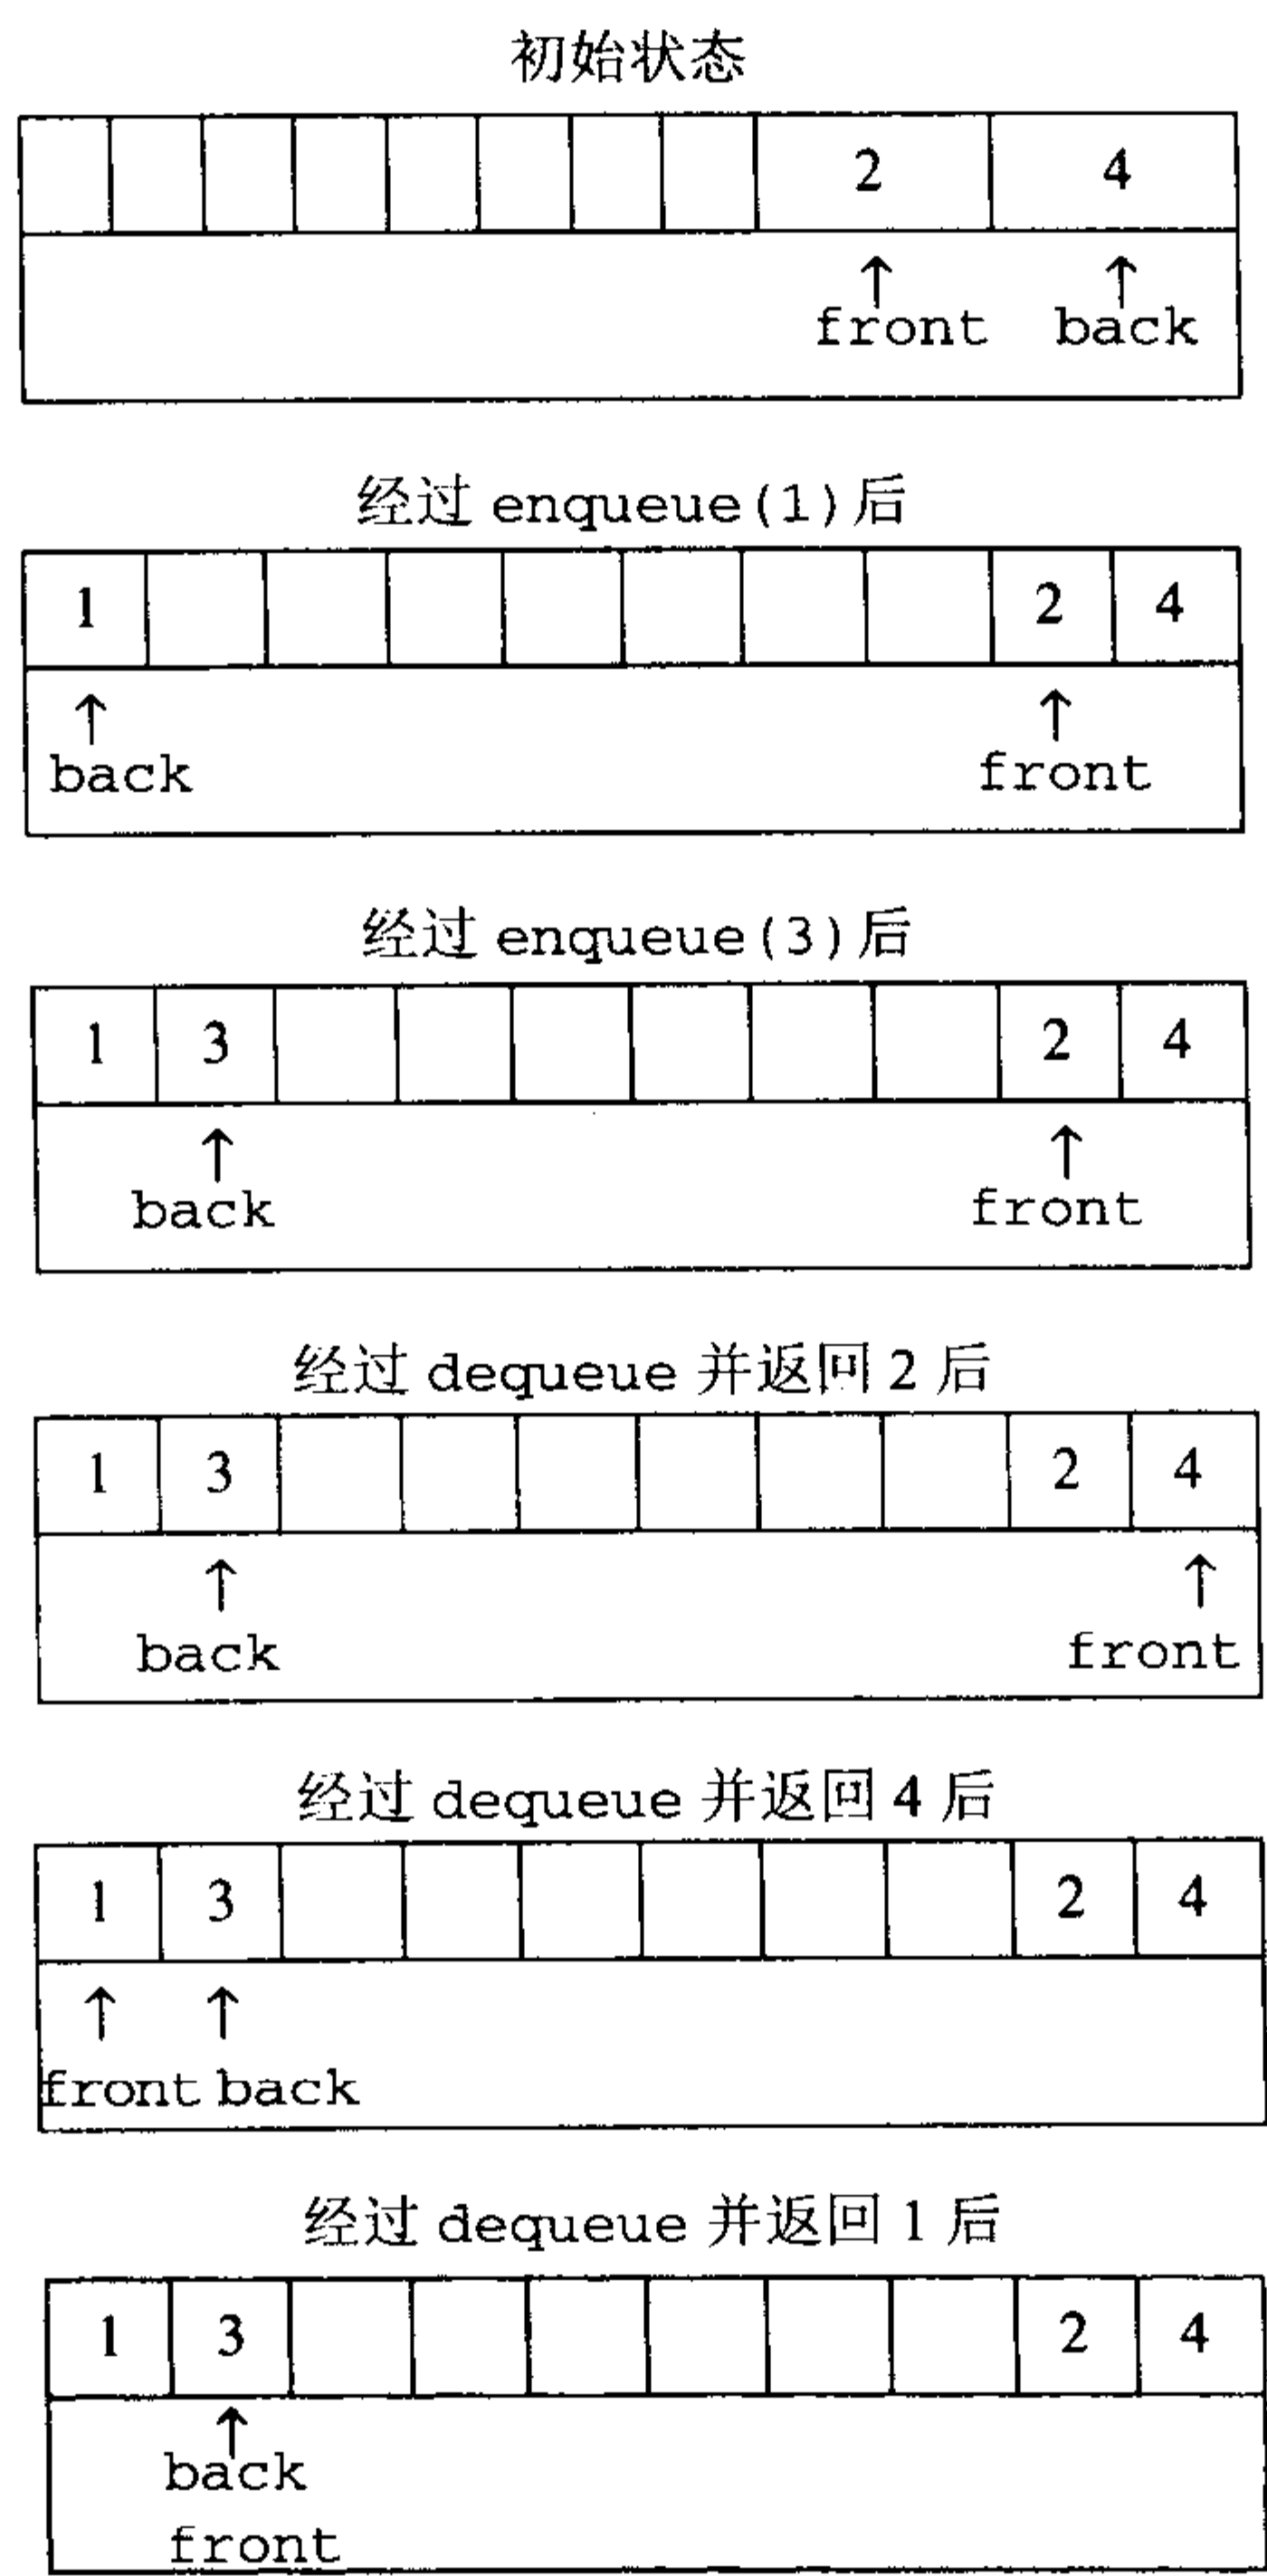 初始状态
2 4
front back
经过 enqueue(1)后
1 2 4
back front
经过 enqueue(3)后
1 3 2 4
back front
经过 dequeue 并返回 2 后
1 3 2 4
back front
经过 dequeue 并返回 4 后
1 3 2 4
front back
经过 dequeue 并返回 1 后
1 3 2 4
back
front